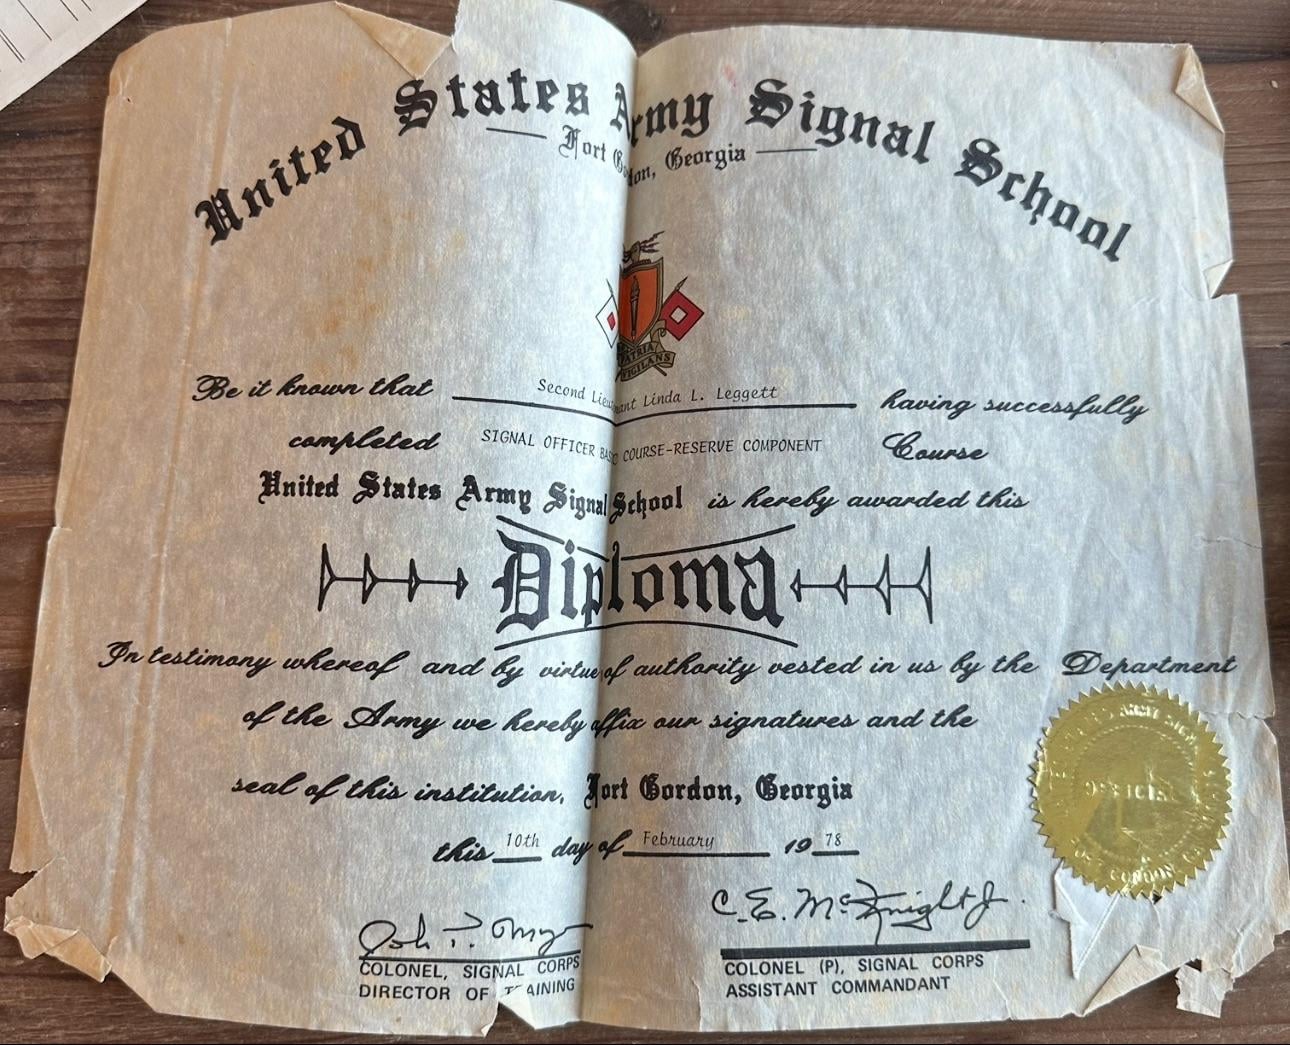 United States Army Signal School
Fort Gordon, Georgia
PATRIA
VIGILANS
Be it known that Second Lieutenant Linda L. Leggett having successfully
completed SIGNAL OFFICER BASIC COURSE-RESERVE COMPONENT Course
United States Army Signal School is hereby awarded this
Diploma
In testimony whereof and by virtue of authority vested in us by the Department
of the Army we hereby affix our signatures and the
seal of this institution, Fort Gordon, Georgia
this 10th day of February 19 78
OFFICIAL
C. E. McKnight Jr.
COLONEL, SIGNAL CORPS
DIRECTOR OF TRAINING
COLONEL (P), SIGNAL CORPS
ASSISTANT COMMANDANT